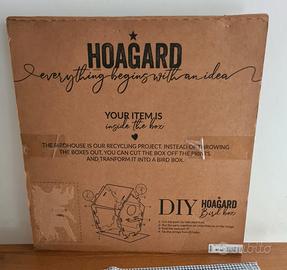 HOAGARD
everything begins with an idea
YOUR ITEM IS
inside the box
THE BIRDHOUSE IS OUR RECYCLING PROJECT. INSTEAD OF THROWING
THE BOXES OUT, YOU CAN CUT THE BOX OFF THE PRINTS,
AND TRANFORM IT INTO A BIRD BOX.
DIY HOAGARD
Bird box